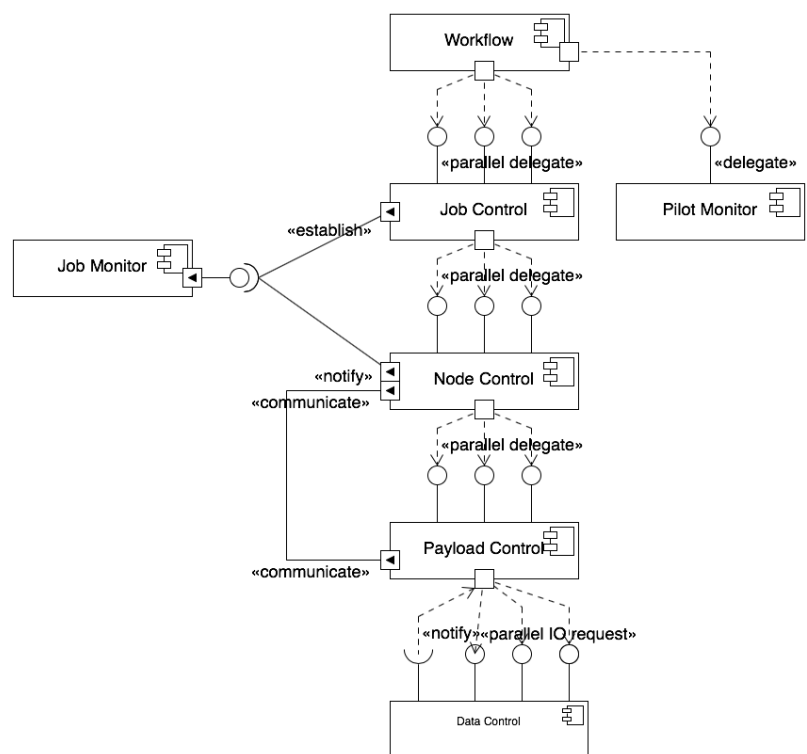 Workflow
«parallel delegate»
«delegate»
Job Control
Pilot Monitor
«establish»
Job Monitor
«parallel delegate»
«notify»
Node Control
«communicate»
«parallel delegate»
Payload Control
«communicate»
«notify»
«parallel IO request»
Data Control